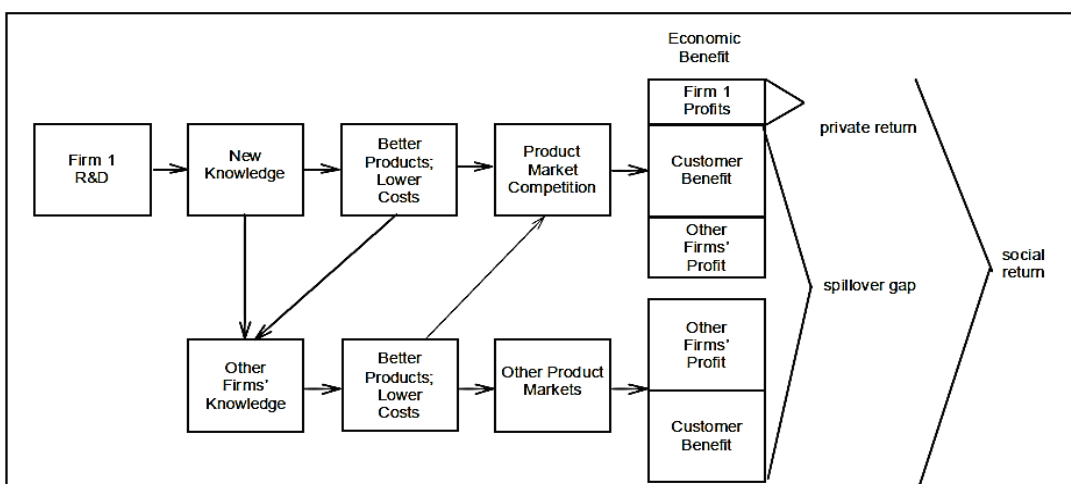 Economic
Benefit
Firm 1
Profits
private return
Firm 1
R&D
New
Knowledge
Better
Products;
Lower
Costs
Product
Market
Competition
Customer
Benefit
Other
Firms'
Profit
social
return
spillover gap
Other
Firms'
Knowledge
Better
Products;
Lower
Costs
Other Product
Markets
Other
Firms'
Profit
Customer
Benefit